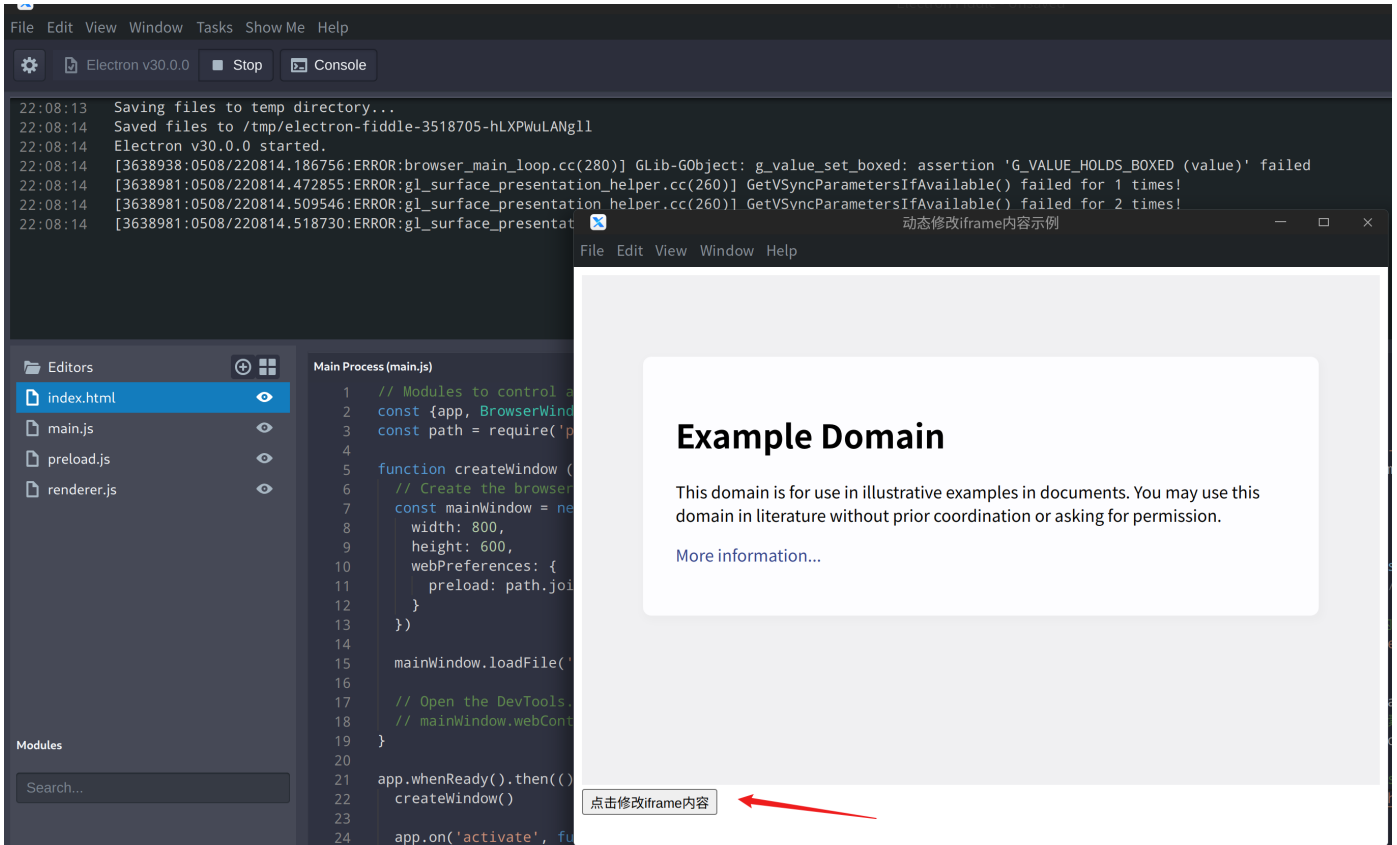 File Edit View Window Tasks Show Me Help
Electron v30.0.0 Stop Console
22:08:13 Saving files to temp directory...
22:08:14 Saved files to /tmp/electron-fiddle-3518705-hLXPWuLANgll
22:08:14 Electron v30.0.0 started.
22:08:14 [3638938:0508/220814.186756:ERROR:browser_main_loop.cc(280)] GLib-GObject: g_value_set_boxed: assertion 'G_VALUE_HOLDS_BOXED (value)' failed
22:08:14 [3638981:0508/220814.472855:ERROR:gl_surface_presentation_helper.cc(260)] GetVSyncParametersIfAvailable() failed for 1 times!
22:08:14 [3638981:0508/220814.509546:ERROR:gl_surface_presentation_helper.cc(260)] GetVSyncParametersIfAvailable() failed for 2 times!
22:08:14 [3638981:0508/220814.518730:ERROR:gl_surface_presentat
动态修改iframe内容示例
File Edit View Window Help
Example Domain
This domain is for use in illustrative examples in documents. You may use this
domain in literature without prior coordination or asking for permission.
More information...
点击修改iframe内容
Editors
index.html
main.js
preload.js
renderer.js
Modules
Search...
Main Process (main.js)
1 // Modules to control a
2 const {app, BrowserWind
3 const path = require('p
4
5 function createWindow (
6 // Create the browser
7 const mainWindow = ne
8 width: 800,
9 height: 600,
10 webPreferences: {
11 preload: path.joi
12 }
13 })
14
15 mainWindow.loadFile('
16
17 // Open the DevTools.
18 // mainWindow.webCont
19 }
20
21 app.whenReady().then(()
22 createWindow()
23
24 app.on('activate', fu